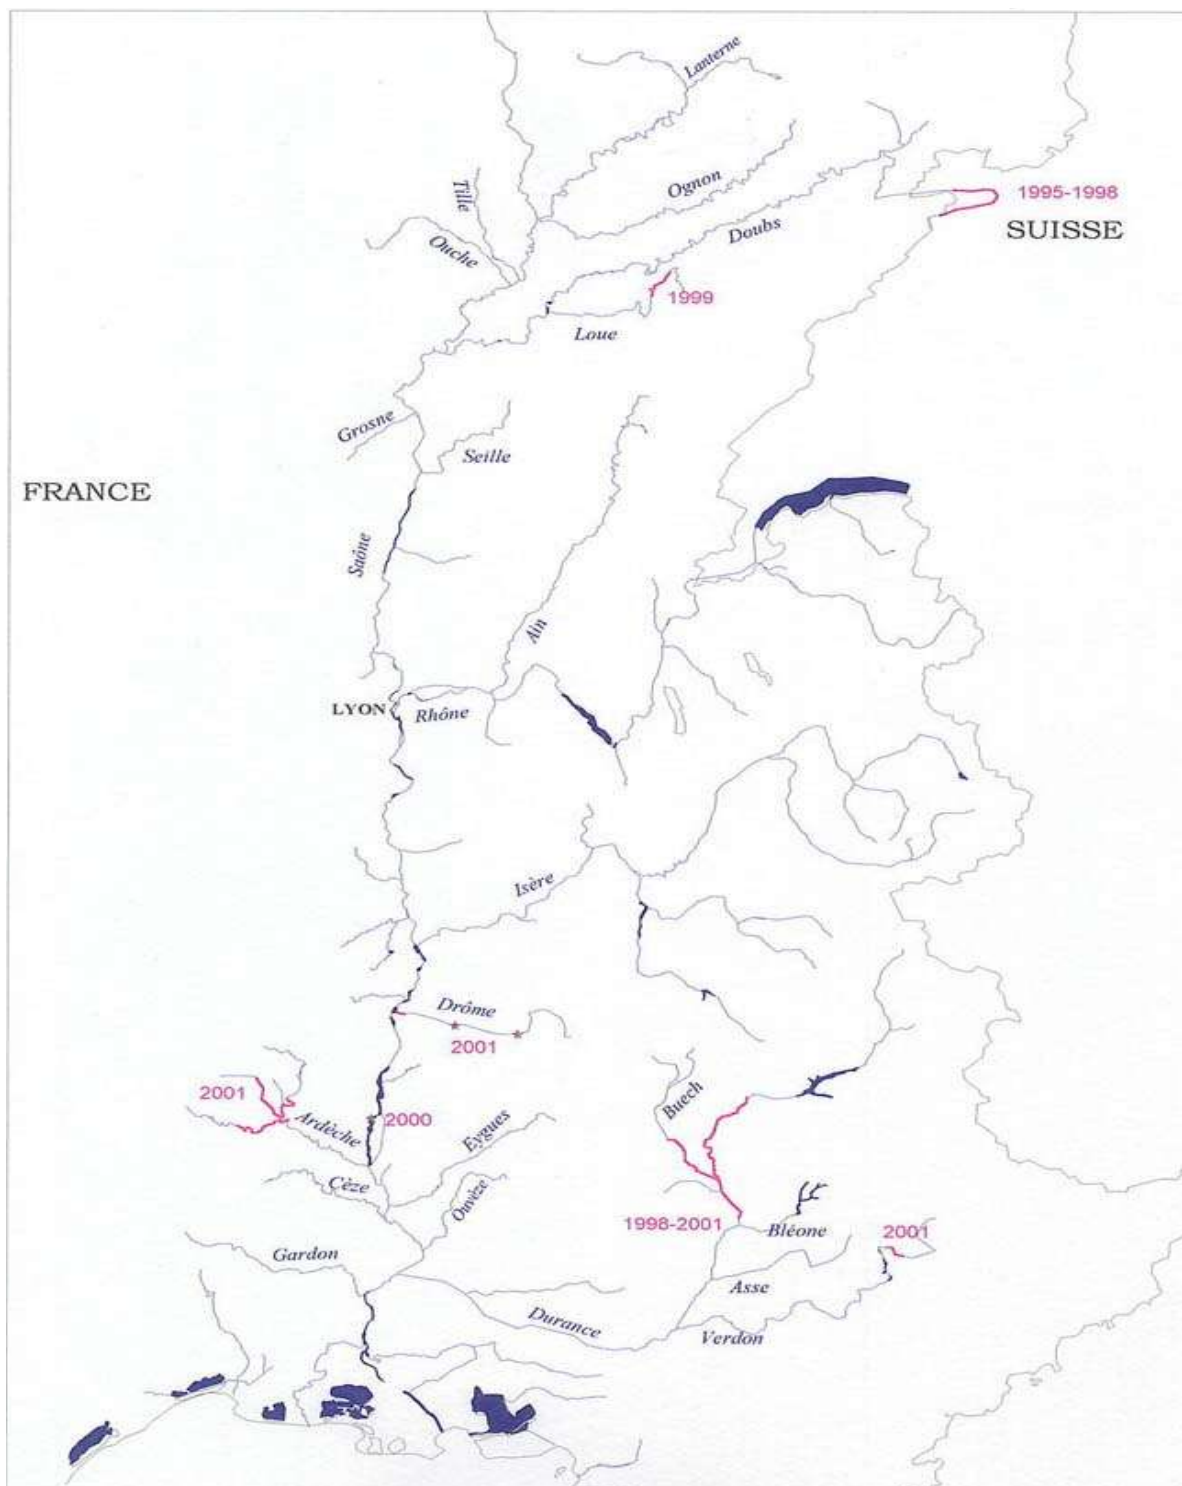 Lanterne
Tille
Ognon
1995-1998
Ouche
Doubs
SUISSE
1999
Loue
Grosne
Seille
FRANCE
Saône
Ain
LYON
Rhône
Isère
Drôme
2001
2001
Buech
Ardèche
2000
Eygues
Cèze
Ouvèze
1998-2001
Bléone
2001
Gardon
Asse
Durance
Verdon